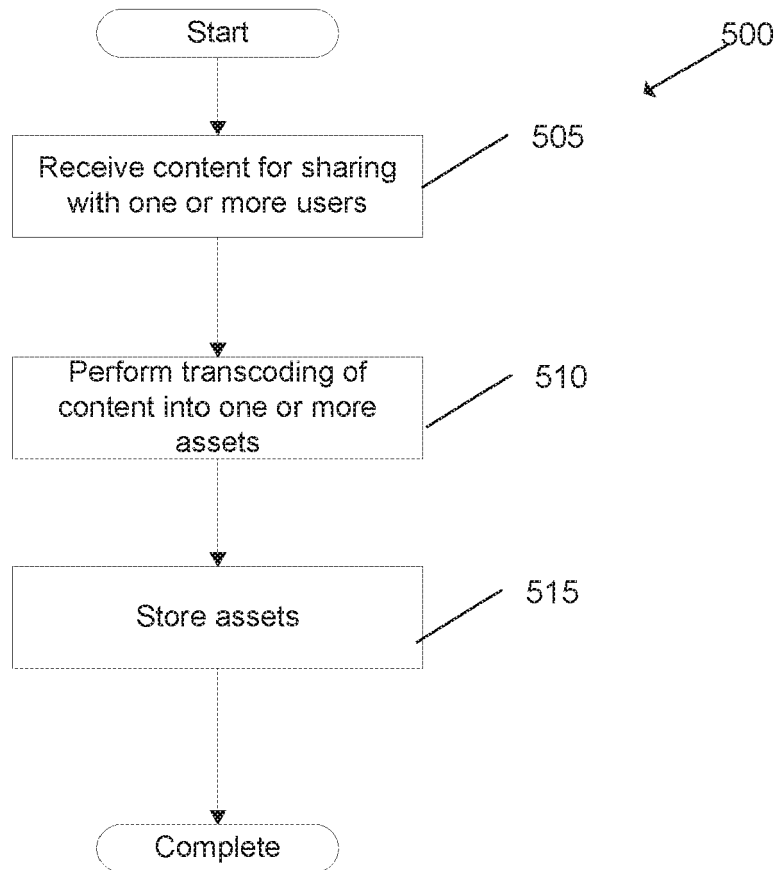 Start
500
Receive content for sharing
with one or more users
505
Perform transcoding of
content into one or more
assets
510
Store assets
515
Complete